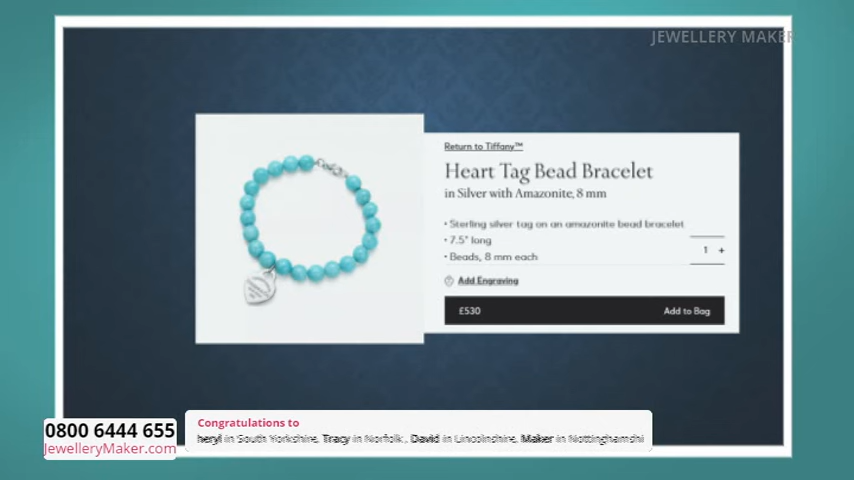 JEWELLERY MAKER
Return to Tiffany™
Heart Tag Bead Bracelet
in Silver with Amazonite, 8 mm
• Sterling silver tag on an amazonite bead bracelet
• 7.5" long
• Beads, 8 mm each
1 +
Add Engraving
£530 Add to Bag
Congratulations to
heryl in South Yorkshire, Tracy in Norfolk , David in Lincolnshire, Maker in Nottinghamshi
0800 6444 655
JewelleryMaker.com